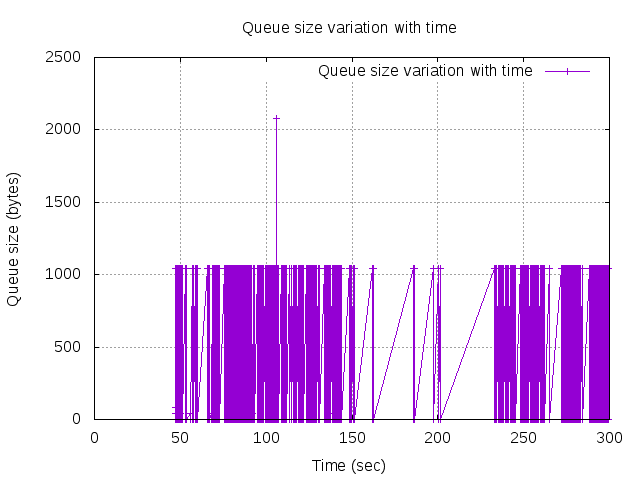 Queue size variation with time
2500
Queue size variation with time
2000
1500
1000
500
0
Queue size (bytes)
0 50 100 150 200 250 300
Time (sec)